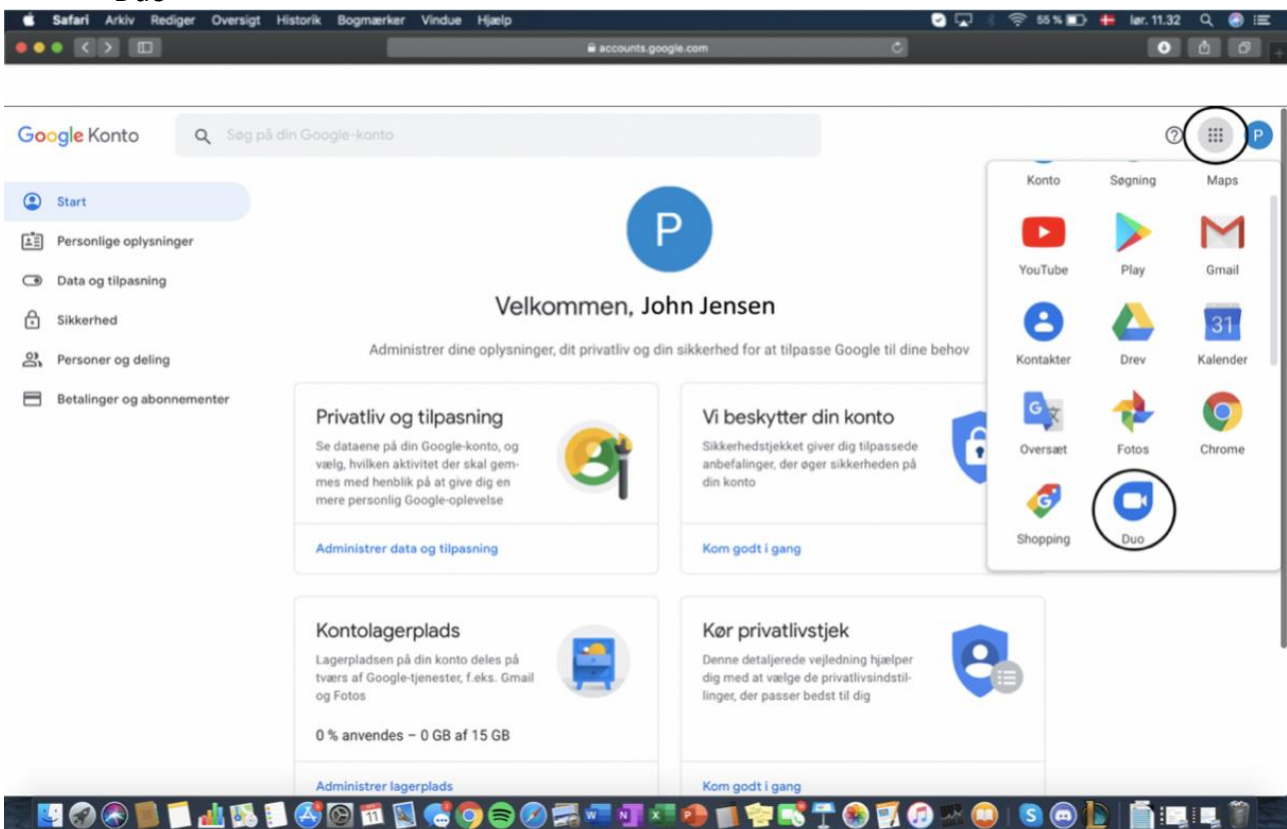 Duo
Safari Arkiv Rediger Oversigt Historik Bogmærker Vindue Hjælp 55 % lør. 11.32
accounts.google.com
Google Konto
Søg på din Google-konto
P
Start
Personlige oplysninger
Data og tilpasning
Sikkerhed
Personer og deling
Betalinger og abonnementer
P
Velkommen, John Jensen
Administrer dine oplysninger, dit privatliv og din sikkerhed for at tilpasse Google til dine behov
Privatliv og tilpasning
Se dataene på din Google-konto, og
vælg, hvilken aktivitet der skal gem-
mes med henblik på at give dig en
mere personlig Google-oplevelse
Administrer data og tilpasning
Vi beskytter din konto
Sikkerhedstjekket giver dig tilpassede
anbefalinger, der øger sikkerheden på
din konto
Kom godt i gang
Kontolagerplads
Lagerpladsen på din konto deles på
tværs af Google-tjenester, f.eks. Gmail
og Fotos
0 % anvendes – 0 GB af 15 GB
Administrer lagerplads
Kør privatlivstjek
Denne detaljerede vejledning hjælper
dig med at vælge de privatlivsindstil-
linger, der passer bedst til dig
Kom godt i gang
Konto Søgning Maps
YouTube Play Gmail
31
Kontakter Drev Kalender
G
Oversæt Fotos Chrome
G
Shopping Duo